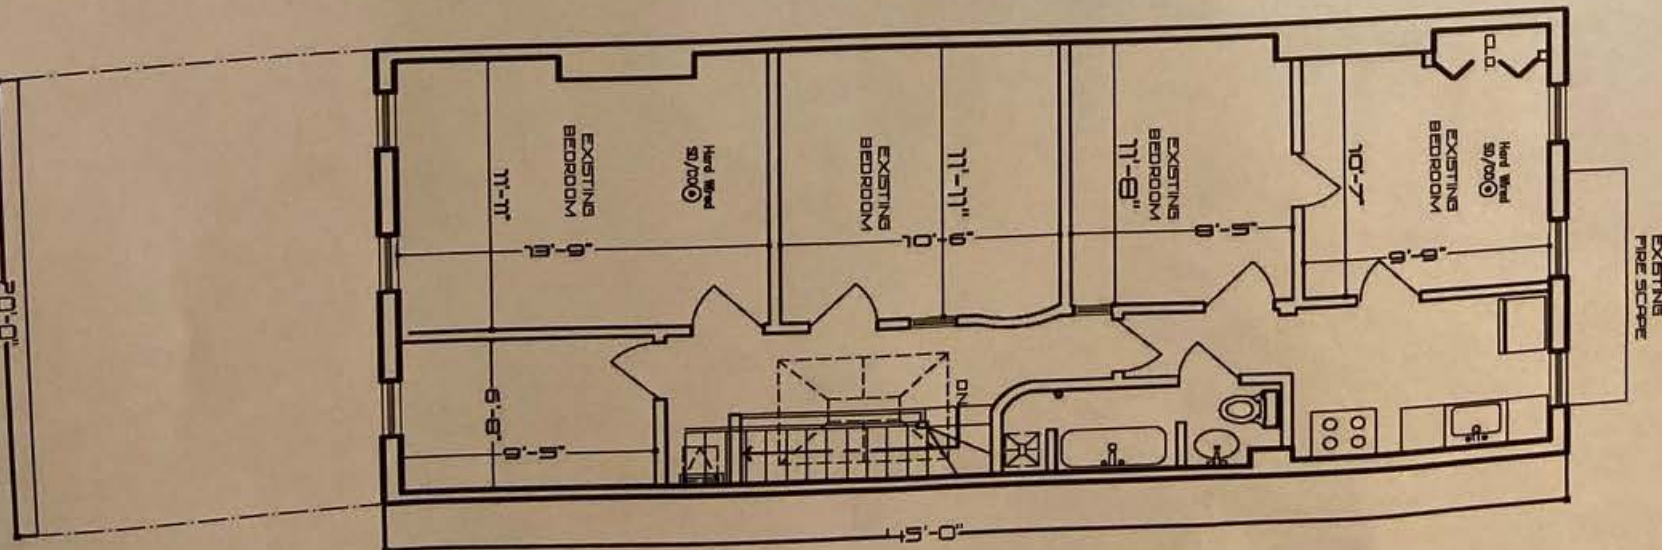 CLO.
Hard Wired
SD/CO
EXISTING
BEDROOM
10'-7"
9'-9"
EXISTING
FIRE SCAPE
EXISTING
BEDROOM
11'-8"
8'-5"
EXISTING
BEDROOM
11'-11"
10'-6"
Hard Wired
SD/CO
EXISTING
BEDROOM
11'-11"
13'-9"
DN
6'-8"
9'-5"
45'-0"
20'-0"